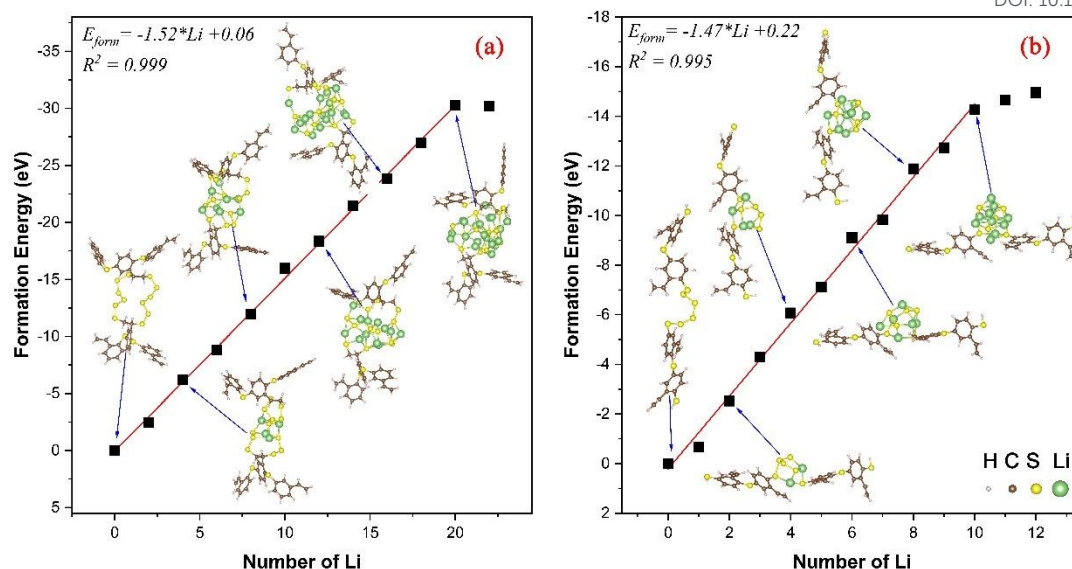 DOI: 10.1
E_form = -1.52*Li +0.06
R² = 0.999
(a)
-35
-30
-25
-20
-15
-10
-5
0
5
Formation Energy (eV)
0 5 10 15 20
Number of Li
E_form = -1.47*Li +0.22
R² = 0.995
(b)
-18
-16
-14
-12
-10
-8
-6
-4
-2
0
2
Formation Energy (eV)
H C S Li
0 2 4 6 8 10 12
Number of Li